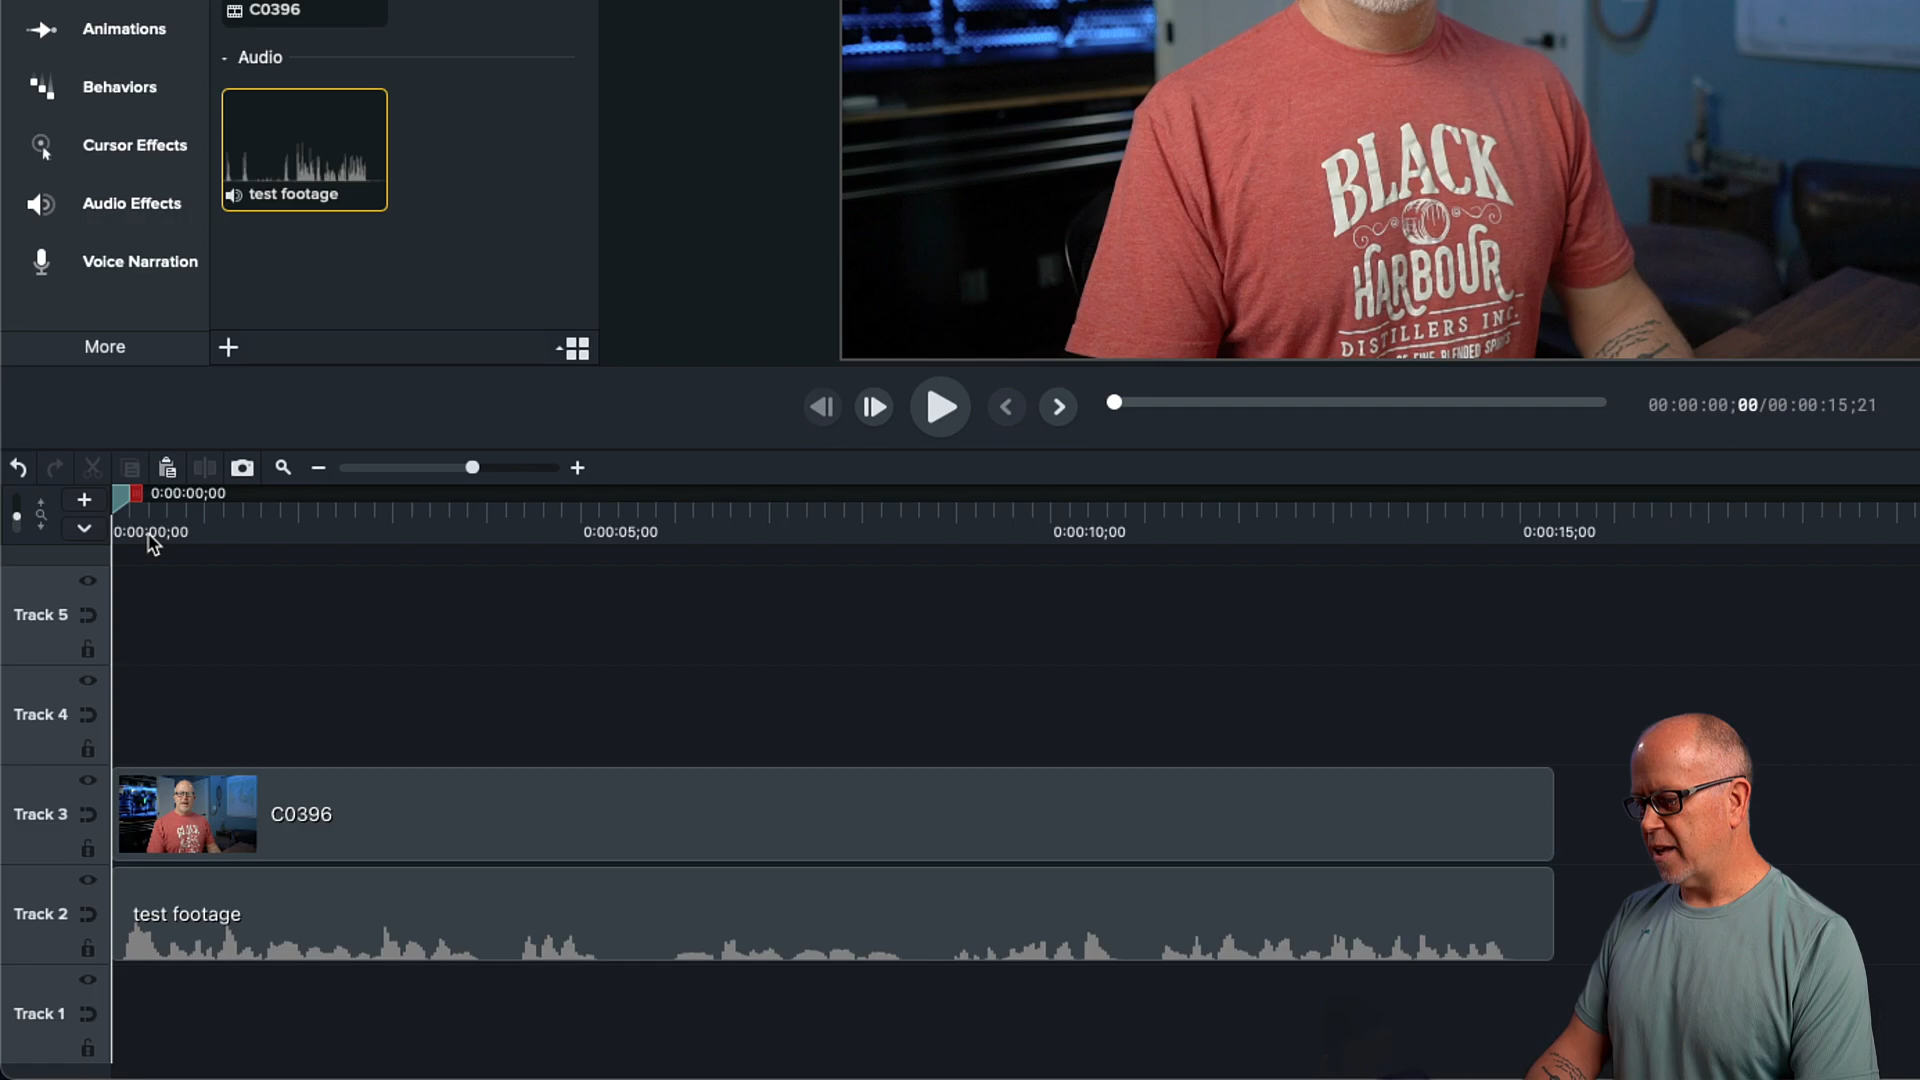 C0396
Animations
- Audio
Behaviors
Cursor Effects
Audio Effects
test footage
Voice Narration
More
BLACK
HARBOUR
DISTILLERS INC.
OF FINE BLENDED
00:00:00;00/00:00:15;21
0:00:00;00
0:00:00;00 0:00:05;00 0:00:10;00 0:00:15;00
Track 5
Track 4
Track 3
C0396
Track 2
test footage
Track 1